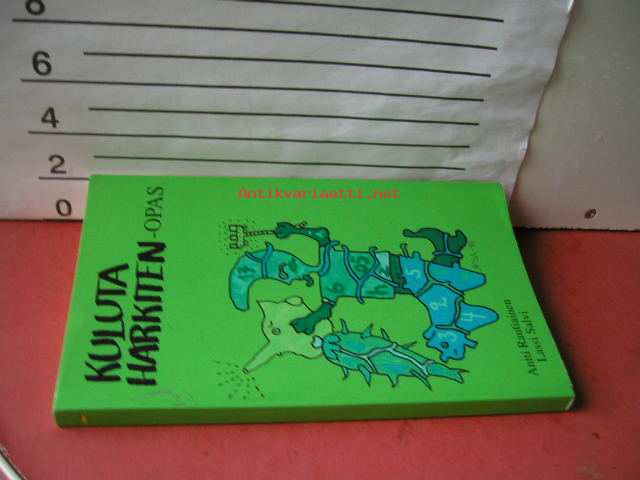 8
6
4
2
0
KULUTA
HARKITEN-OPAS
Antikvariaatti.net
Antti Rautiainen
Lassi Salvi